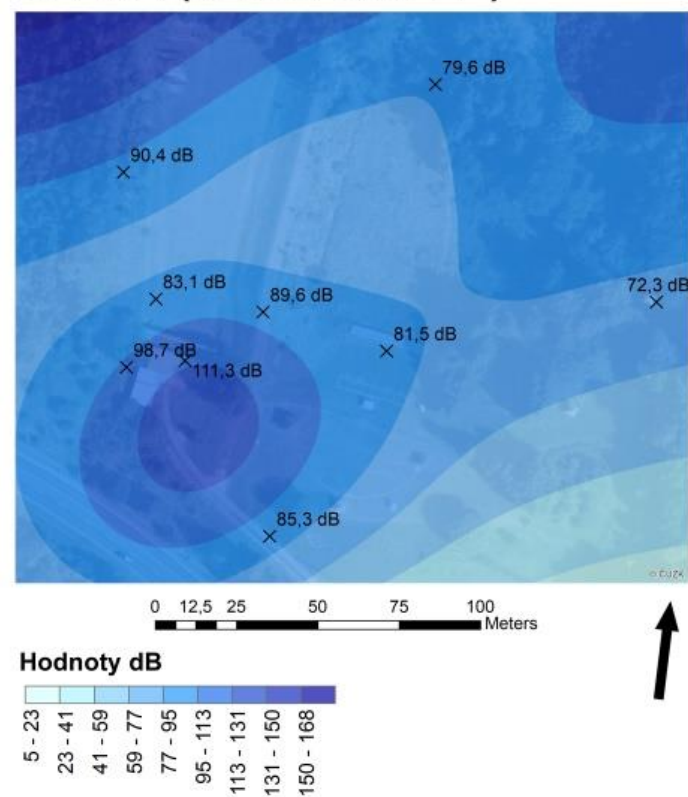 79,6 dB
90,4 dB
83,1 dB
89,6 dB
72,3 dB
81,5 dB
98,7 dB
111,3 dB
85,3 dB
© ČÚZK
0 12,5 25 50 75 100
Meters
Hodnoty dB
5 - 23
23 - 41
41 - 59
59 - 77
77 - 95
95 - 113
113 - 131
131 - 150
150 - 168